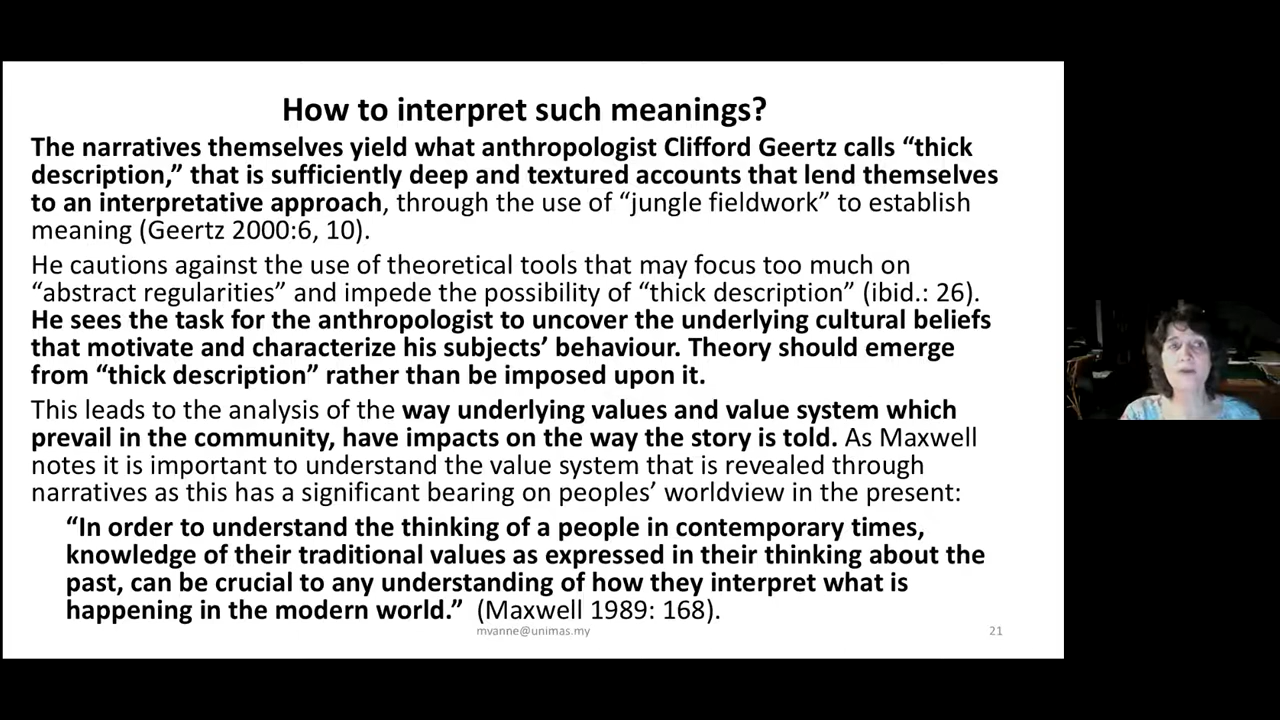 How to interpret such meanings?
The narratives themselves yield what anthropologist Clifford Geertz calls “thick
description,” that is sufficiently deep and textured accounts that lend themselves
to an interpretative approach, through the use of “jungle fieldwork” to establish
meaning (Geertz 2000:6, 10).
He cautions against the use of theoretical tools that may focus too much on
“abstract regularities” and impede the possibility of “thick description” (ibid.: 26).
He sees the task for the anthropologist to uncover the underlying cultural beliefs
that motivate and characterize his subjects’ behaviour. Theory should emerge
from “thick description” rather than be imposed upon it.
This leads to the analysis of the way underlying values and value system which
prevail in the community, have impacts on the way the story is told. As Maxwell
notes it is important to understand the value system that is revealed through
narratives as this has a significant bearing on peoples’ worldview in the present:
“In order to understand the thinking of a people in contemporary times,
knowledge of their traditional values as expressed in their thinking about the
past, can be crucial to any understanding of how they interpret what is
happening in the modern world.” (Maxwell 1989: 168).
mvanne@unimas.my
21